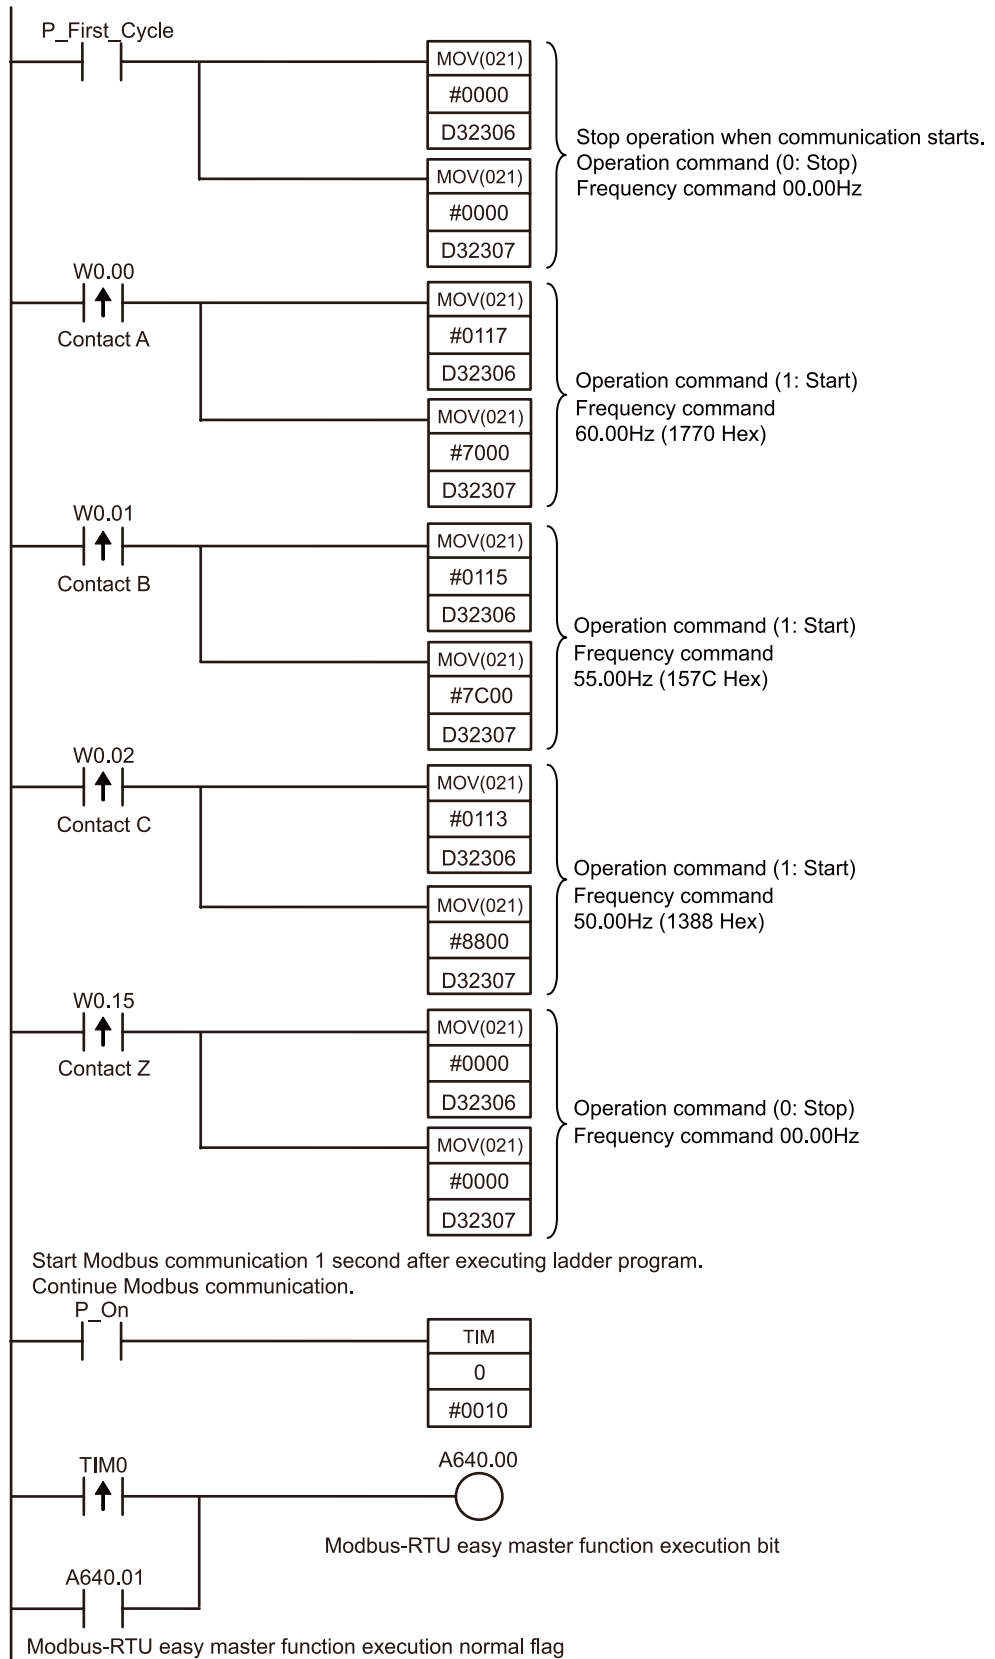 P_First_Cycle
MOV(021)
#0000
D32306
MOV(021)
#0000
D32307
Stop operation when communication starts.
Operation command (0: Stop)
Frequency command 00.00Hz
W0.00
Contact A
MOV(021)
#0117
D32306
MOV(021)
#7000
D32307
Operation command (1: Start)
Frequency command
60.00Hz (1770 Hex)
W0.01
Contact B
MOV(021)
#0115
D32306
MOV(021)
#7C00
D32307
Operation command (1: Start)
Frequency command
55.00Hz (157C Hex)
W0.02
Contact C
MOV(021)
#0113
D32306
MOV(021)
#8800
D32307
Operation command (1: Start)
Frequency command
50.00Hz (1388 Hex)
W0.15
Contact Z
MOV(021)
#0000
D32306
MOV(021)
#0000
D32307
Operation command (0: Stop)
Frequency command 00.00Hz
Start Modbus communication 1 second after executing ladder program.
Continue Modbus communication.
P_On
TIM
0
#0010
TIM0
A640.00
Modbus-RTU easy master function execution bit
A640.01
Modbus-RTU easy master function execution normal flag